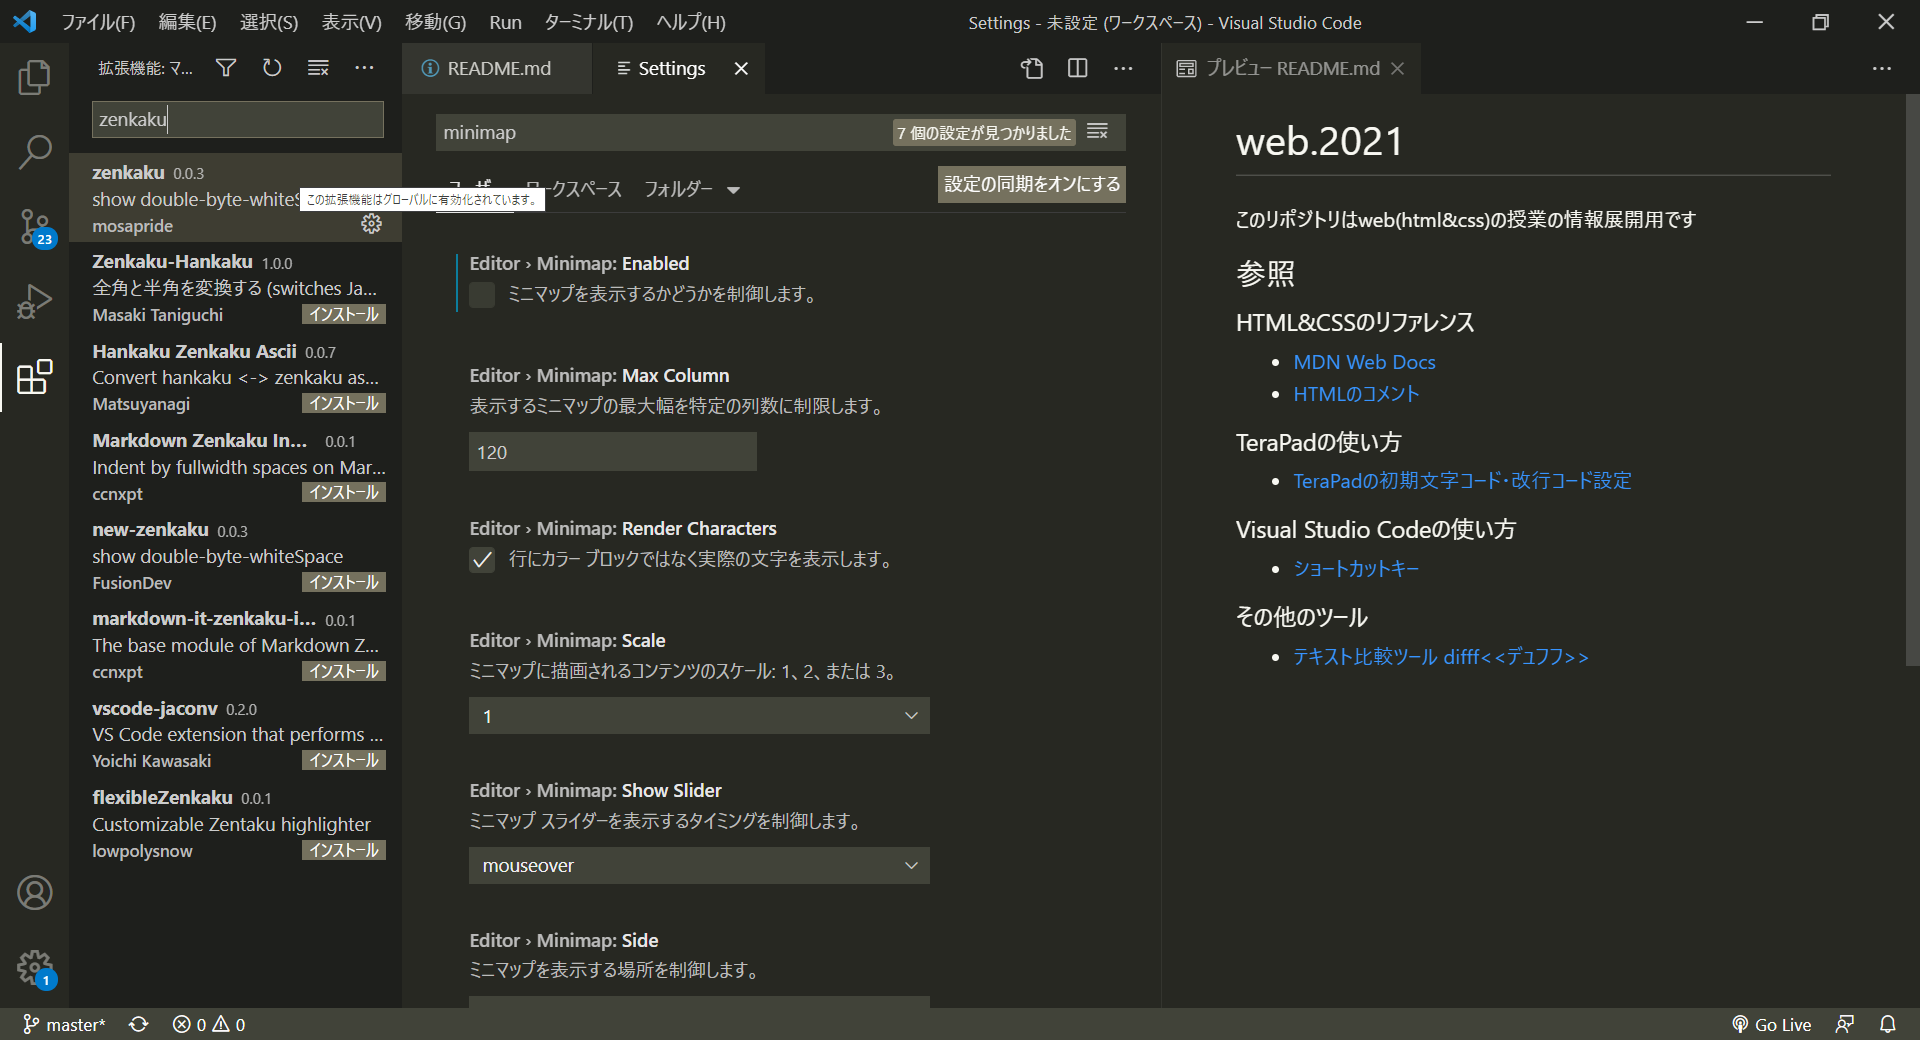 ファイル(F) 編集(E) 選択(S) 表示(V) 移動(G) Run ターミナル(T) ヘルプ(H) Settings - 未設定 (ワークスペース) - Visual Studio Code
拡張機能: マ...
zenkaku
zenkaku 0.0.3
show double-byte-whiteS
この拡張機能はグローバルに有効化されています。
mosapride
Zenkaku-Hankaku 1.0.0
全角と半角を変換する (switches Ja...
Masaki Taniguchi インストール
Hankaku Zenkaku Ascii 0.0.7
Convert hankaku <-> zenkaku as...
Matsuyanagi インストール
Markdown Zenkaku In... 0.0.1
Indent by fullwidth spaces on Mar...
ccnxpt インストール
new-zenkaku 0.0.3
show double-byte-whiteSpace
FusionDev インストール
markdown-it-zenkaku-i... 0.0.1
The base module of Markdown Z...
ccnxpt インストール
vscode-jaconv 0.2.0
VS Code extension that performs ...
Yoichi Kawasaki インストール
flexibleZenkaku 0.0.1
Customizable Zentaku highlighter
lowpolysnow インストール
23
1
README.md
Settings
minimap 7 個の設定が見つかりました
ークスペース フォルダー 設定の同期をオンにする
Editor › Minimap: Enabled
ミニマップを表示するかどうかを制御します。
Editor › Minimap: Max Column
表示するミニマップの最大幅を特定の列数に制限します。
120
Editor › Minimap: Render Characters
行にカラー ブロックではなく実際の文字を表示します。
Editor › Minimap: Scale
ミニマップに描画されるコンテンツのスケール: 1、2、または 3。
1
Editor › Minimap: Show Slider
ミニマップ スライダーを表示するタイミングを制御します。
mouseover
Editor › Minimap: Side
ミニマップを表示する場所を制御します。
プレビュー README.md
web.2021
このリポジトリはweb(html&css)の授業の情報展開用です
参照
HTML&CSSのリファレンス
• MDN Web Docs
• HTMLのコメント
TeraPadの使い方
• TeraPadの初期文字コード・改行コード設定
Visual Studio Codeの使い方
• ショートカットキー
その他のツール
• テキスト比較ツール difff<<デュフフ>>
master* 0 0 Go Live